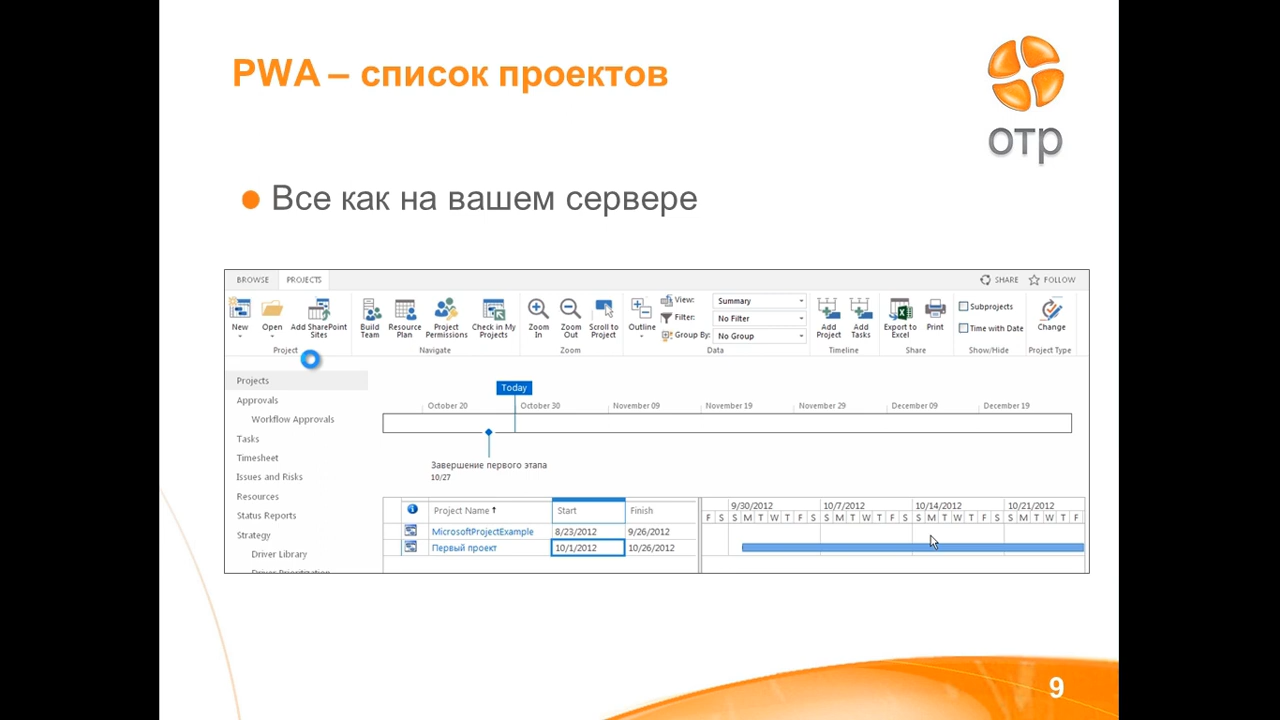 PWA – список проектов
отр
Все как на вашем сервере
BROWSE PROJECTS SHARE FOLLOW
New Open Add SharePoint Sites Build Team Resource Plan Project Permissions Check in My Projects Zoom In Zoom Out Scroll to Project Outline
View: Summary
Filter: No Filter
Group By: No Group
Add Project Add Tasks Export to Excel Print
Subprojects
Time with Date
Change
Project Navigate Zoom Data Timeline Share Show/Hide Project Type
Projects
Approvals
Workflow Approvals
Tasks
Timesheet
Issues and Risks
Resources
Status Reports
Strategy
Driver Library
Driver Prioritization
Today
October 20 October 30 November 09 November 19 November 29 December 09 December 19
Завершение первого этапа
10/27
Project Name Start Finish
MicrosoftProjectExample 8/23/2012 9/26/2012
Первый проект 10/1/2012 10/26/2012
9/30/2012 10/7/2012 10/14/2012 10/21/2012
F S S M T W T F S S M T W T F S S M T W T F S S M T W T F
9